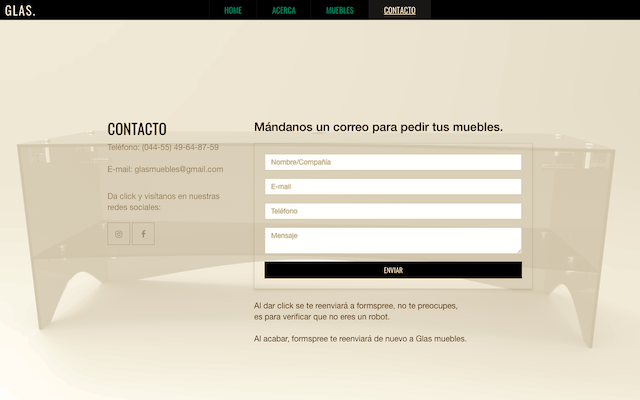 GLAS.
HOME
ACERCA
MUEBLES
CONTACTO
CONTACTO
Teléfono: (044-55) 49-64-87-59
E-mail: glasmuebles@gmail.com
Da click y visítanos en nuestras
redes sociales:
Mándanos un correo para pedir tus muebles.
Nombre/Compañía
E-mail
Teléfono
Mensaje
ENVIAR
Al dar click se te reenviará a formspree, no te preocupes,
es para verificar que no eres un robot.
Al acabar, formspree te reenviará de nuevo a Glas muebles.